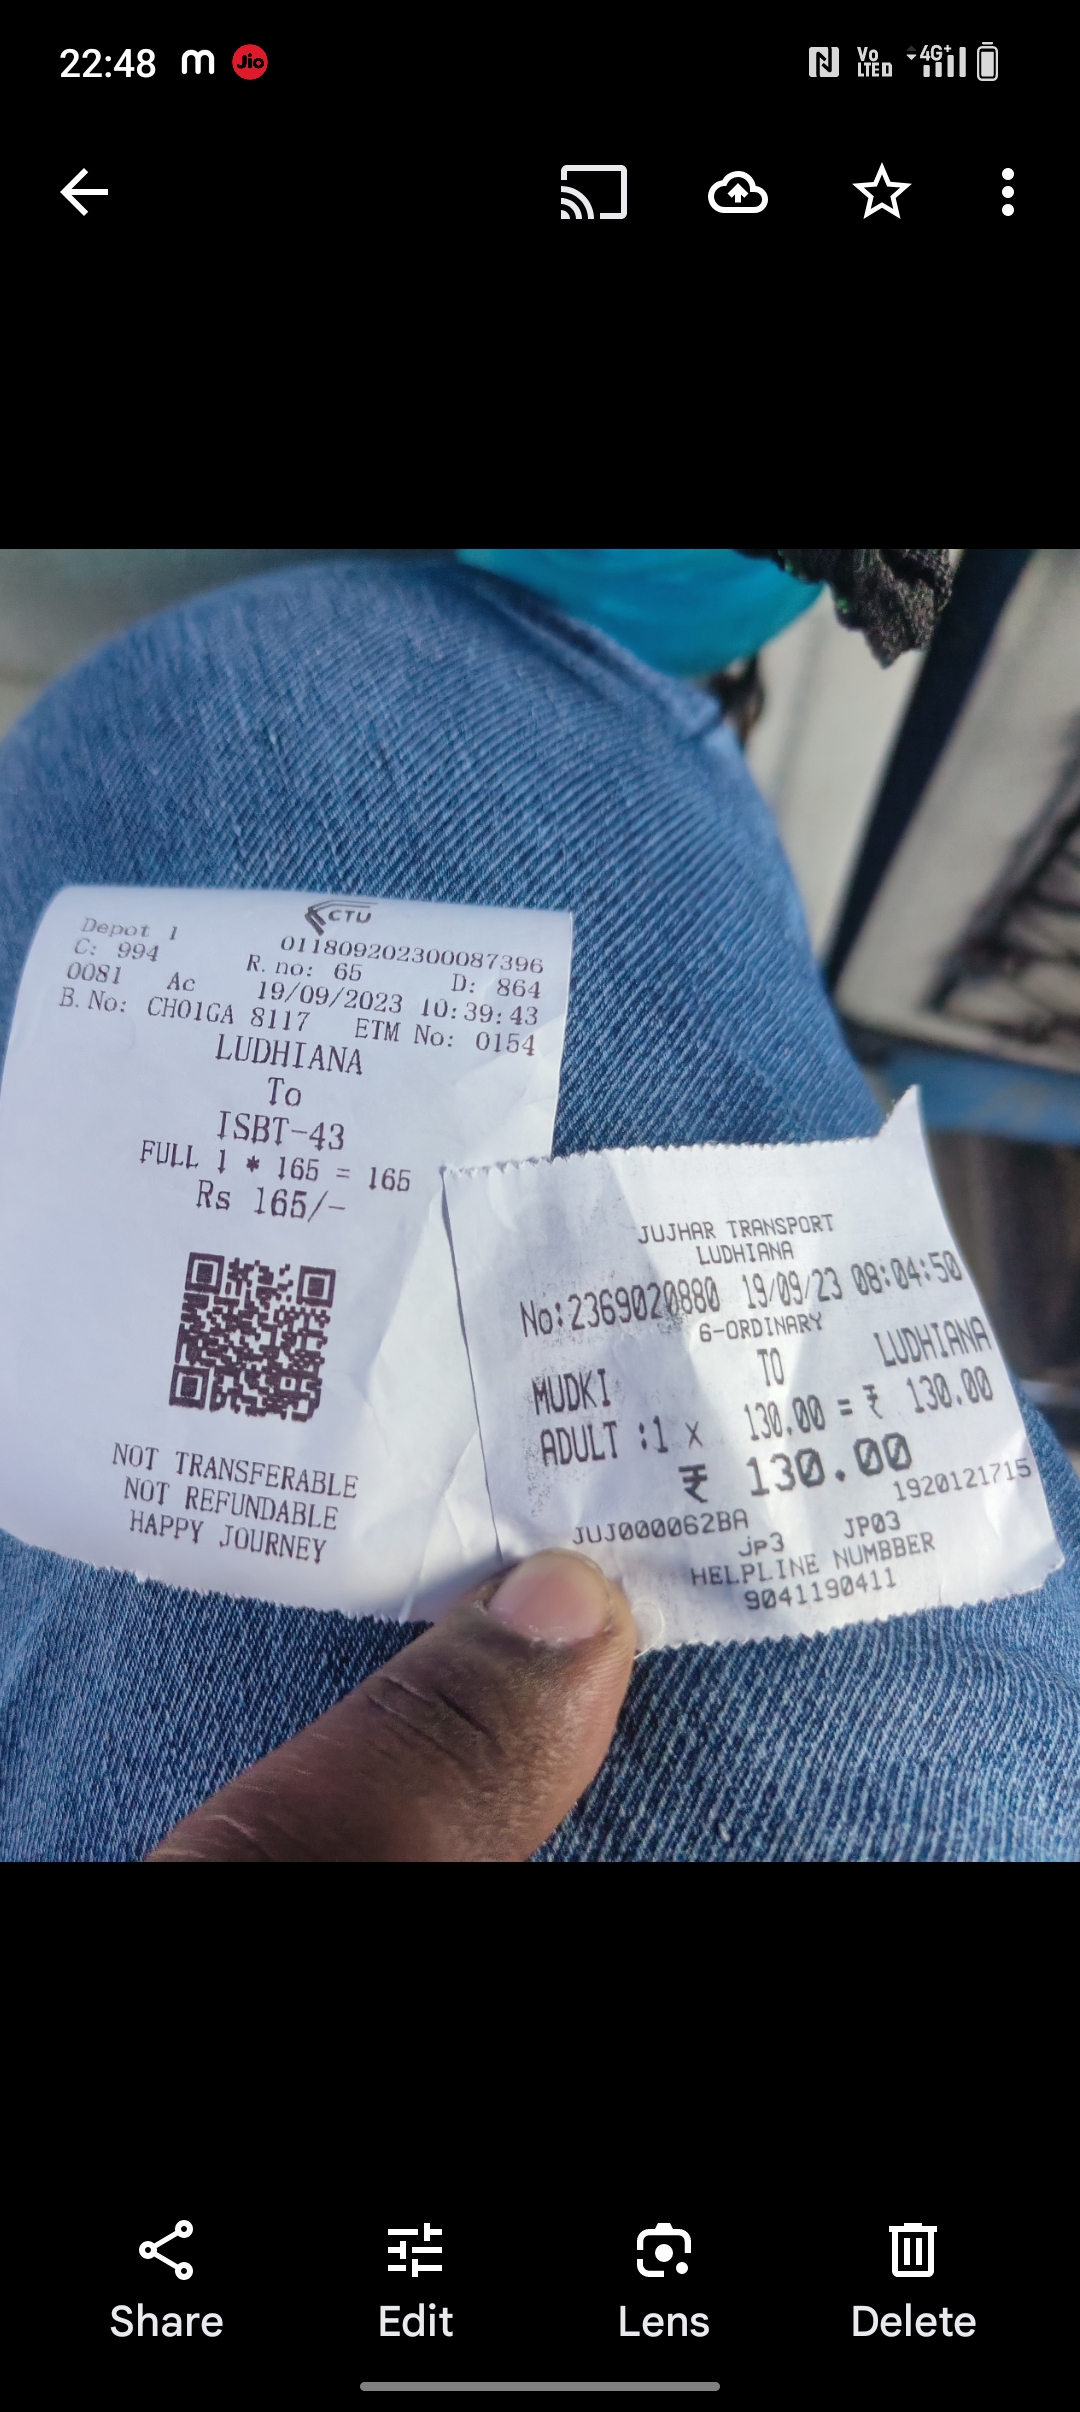 22:48 m Jio Vo LTE D 4G+
CTU
Depot 1 011809202300087396
C: 994 R. no: 65 D: 864
0081 Ac 19/09/2023 10:39:43
B. No: CH01GA 8117 ETM No: 0154
LUDHIANA
To
ISBT-43
FULL 1 * 165 = 165
Rs 165/-
NOT TRANSFERABLE
NOT REFUNDABLE
HAPPY JOURNEY
JUJHAR TRANSPORT
LUDHIANA
No:2369020880 19/09/23 08:04:50
6-ORDINARY
MUDKI TO LUDHIANA
ADULT :1 x 130.00 = ₹ 130.00
₹ 130.00
1920121715
JUJ000062BA JP03
jp3
HELPLINE NUMBBER
9041190411
Share Edit Lens Delete